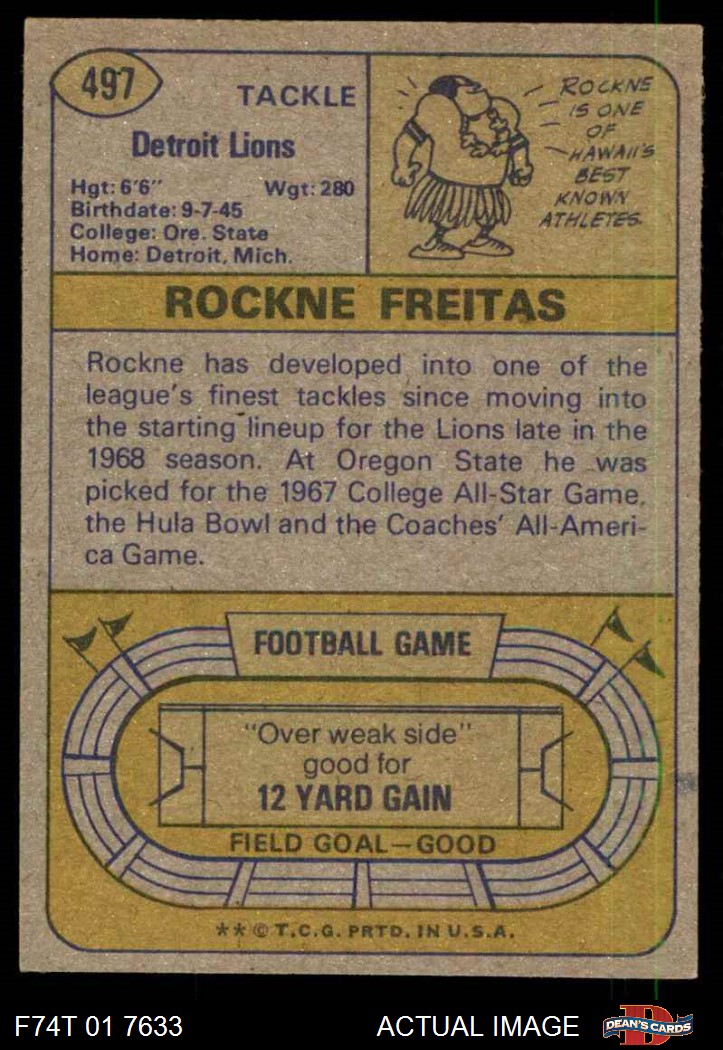 497
TACKLE
Detroit Lions
Hgt: 6'6" Wgt: 280
Birthdate: 9-7-45
College: Ore. State
Home: Detroit, Mich.
ROCKNE
IS ONE
OF
HAWAII'S
BEST
KNOWN
ATHLETES.
ROCKNE FREITAS
Rockne has developed into one of the
league's finest tackles since moving into
the starting lineup for the Lions late in the
1968 season. At Oregon State he was
picked for the 1967 College All-Star Game,
the Hula Bowl and the Coaches' All-Ameri-
ca Game.
FOOTBALL GAME
"Over weak side"
good for
12 YARD GAIN
FIELD GOAL—GOOD
** © T.C.G. PRTD. IN U.S.A.
F74T 01 7633 ACTUAL IMAGE
DEAN'S CARDS